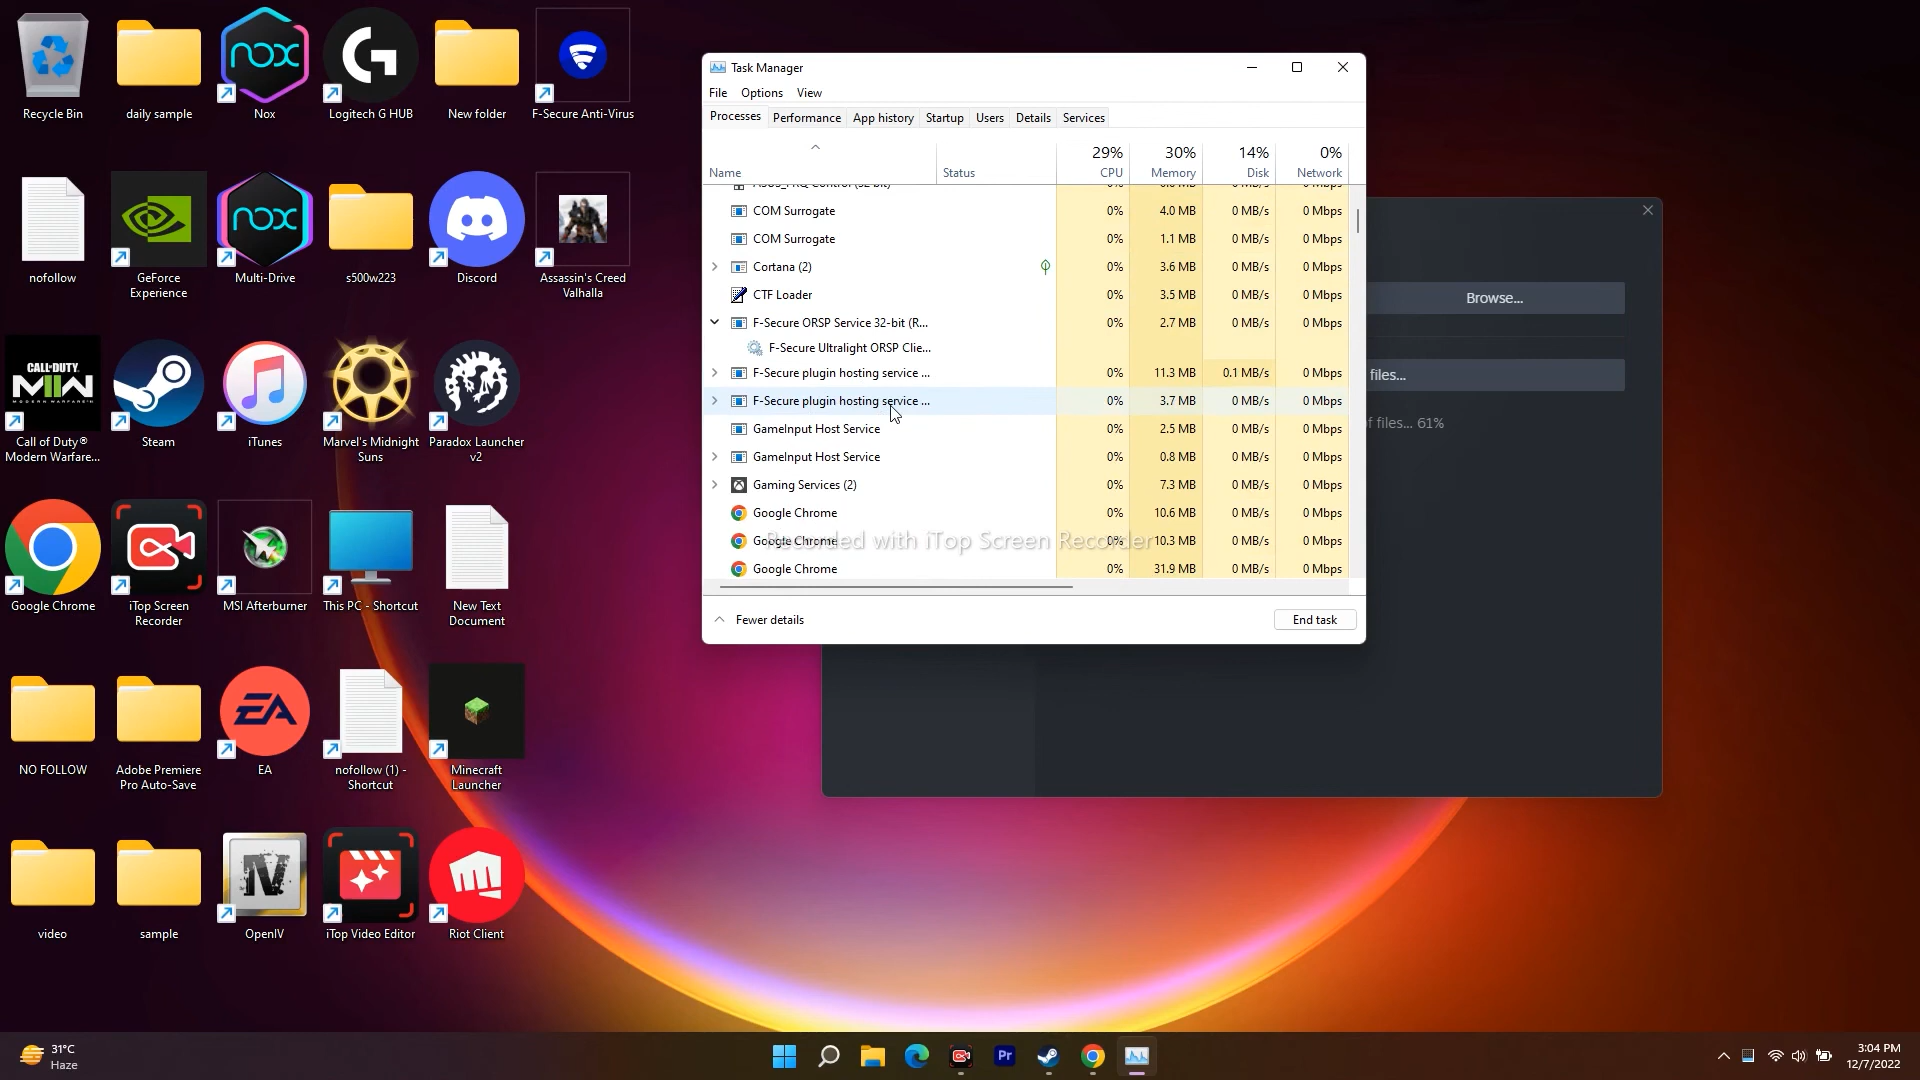 Recycle Bin
daily sample
nox
Nox
Logitech G HUB
New folder
F-Secure Anti-Virus
nofollow
GeForce
Experience
nox
Multi-Drive
s500w223
Discord
Assassin's Creed
Valhalla
CALL OF DUTY
MWII
MODERN WARFARE
Call of Duty®
Modern Warfare...
Steam
iTunes
Marvel's Midnight
Suns
Paradox Launcher
v2
Google Chrome
iTop Screen
Recorder
MSI Afterburner
This PC - Shortcut
New Text
Document
NO FOLLOW
Adobe Premiere
Pro Auto-Save
EA
EA
nofollow (1) -
Shortcut
Minecraft
Launcher
video
sample
IV
OpenIV
iTop Video Editor
Riot Client
Task Manager
File Options View
Processes Performance App history Startup Users Details Services
29% 30% 14% 0%
Name Status CPU Memory Disk Network
COM Surrogate 0% 4.0 MB 0 MB/s 0 Mbps
COM Surrogate 0% 1.1 MB 0 MB/s 0 Mbps
Cortana (2) 0% 3.6 MB 0 MB/s 0 Mbps
CTF Loader 0% 3.5 MB 0 MB/s 0 Mbps
F-Secure ORSP Service 32-bit (R... 0% 2.7 MB 0 MB/s 0 Mbps
F-Secure Ultralight ORSP Clie...
F-Secure plugin hosting service ... 0% 11.3 MB 0.1 MB/s 0 Mbps
F-Secure plugin hosting service ... 0% 3.7 MB 0 MB/s 0 Mbps
GameInput Host Service 0% 2.5 MB 0 MB/s 0 Mbps
GameInput Host Service 0% 0.8 MB 0 MB/s 0 Mbps
Gaming Services (2) 0% 7.3 MB 0 MB/s 0 Mbps
Google Chrome 0% 10.6 MB 0 MB/s 0 Mbps
Google Chrome 0% 10.3 MB 0 MB/s 0 Mbps
Recorded with iTop Screen Recorder
Google Chrome 0% 31.9 MB 0 MB/s 0 Mbps
Fewer details
End task
Browse...
files...
of files... 61%
31°C
Haze
Pr
3:04 PM
12/7/2022